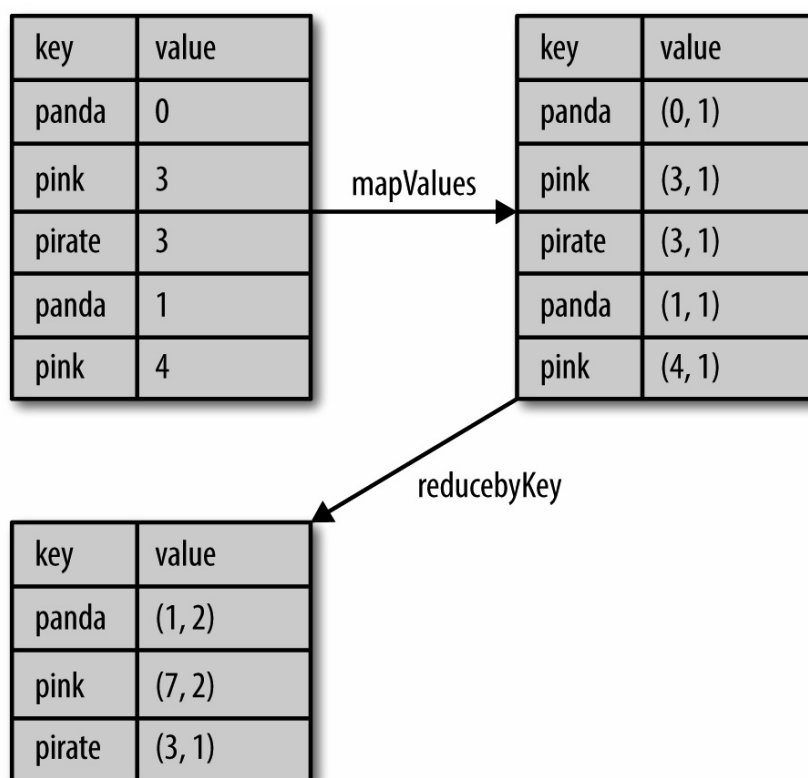 key value
panda 0
pink 3
pirate 3
panda 1
pink 4
mapValues
key value
panda (0, 1)
pink (3, 1)
pirate (3, 1)
panda (1, 1)
pink (4, 1)
reducebyKey
key value
panda (1, 2)
pink (7, 2)
pirate (3, 1)